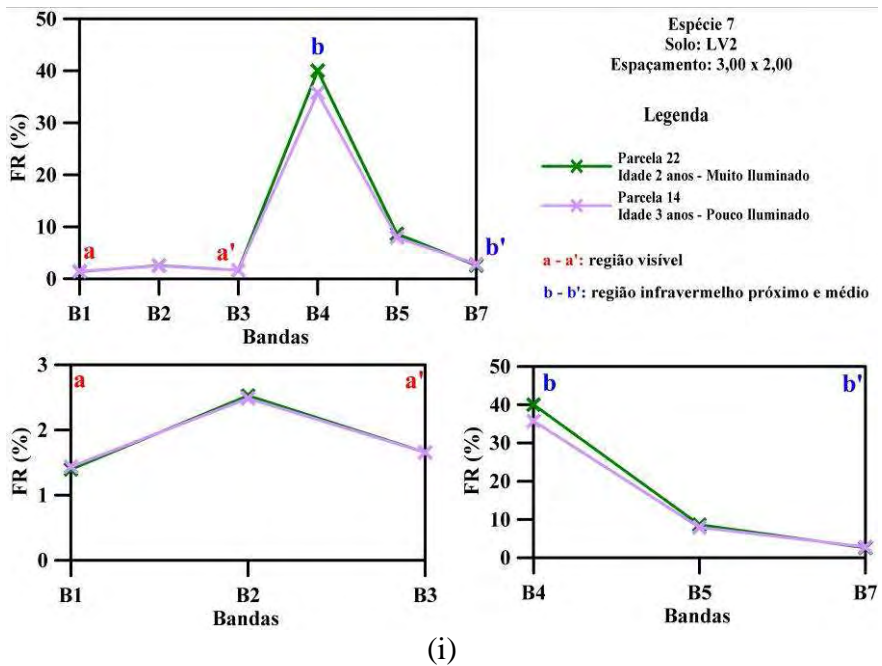 50
40
30
20
10
0
FR (%)
b
a
a'
b'
B1 B2 B3 B4 B5 B7
Bandas
Espécie 7
Solo: LV2
Espaçamento: 3,00 x 2,00
Legenda
Parcela 22
Idade 2 anos - Muito Iluminado
Parcela 14
Idade 3 anos - Pouco Iluminado
a - a': região visível
b - b': região infravermelho próximo e médio
3
2
1
0
FR (%)
a
a'
B1 B2 B3
Bandas
50
40
30
20
10
0
FR (%)
b
b'
B4 B5 B7
Bandas
(i)